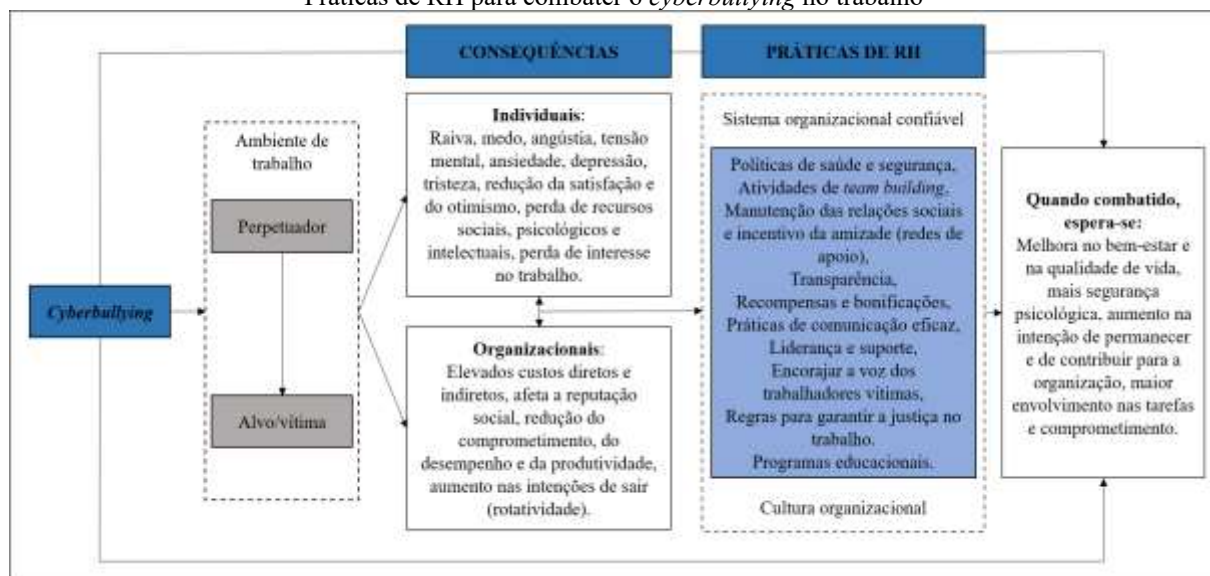 Práticas de RH para combater o cyberbullying no trabalho
CONSEQUÊNCIAS
PRÁTICAS DE RH
Cyberbullying
Ambiente de
trabalho
Perpetuador
Alvo/vítima
Individuais:
Raiva, medo, angústia, tensão
mental, ansiedade, depressão,
tristeza, redução da satisfação e
do otimismo, perda de recursos
sociais, psicológicos e
intelectuais, perda de interesse
no trabalho.
Organizacionais:
Elevados custos diretos e
indiretos, afeta a reputação
social, redução do
comprometimento, do
desempenho e da produtividade,
aumento nas intenções de sair
(rotatividade).
Sistema organizacional confiável
Políticas de saúde e segurança,
Atividades de team building,
Manutenção das relações sociais
e incentivo da amizade (redes de
apoio),
Transparência,
Recompensas e bonificações,
Práticas de comunicação eficaz,
Liderança e suporte,
Encorajar a voz dos
trabalhadores vítimas,
Regras para garantir a justiça no
trabalho.
Programas educacionais.
Cultura organizacional
Quando combatido,
espera-se:
Melhora no bem-estar e
na qualidade de vida,
mais segurança
psicológica, aumento na
intenção de permanecer
e de contribuir para a
organização, maior
envolvimento nas tarefas
e comprometimento.